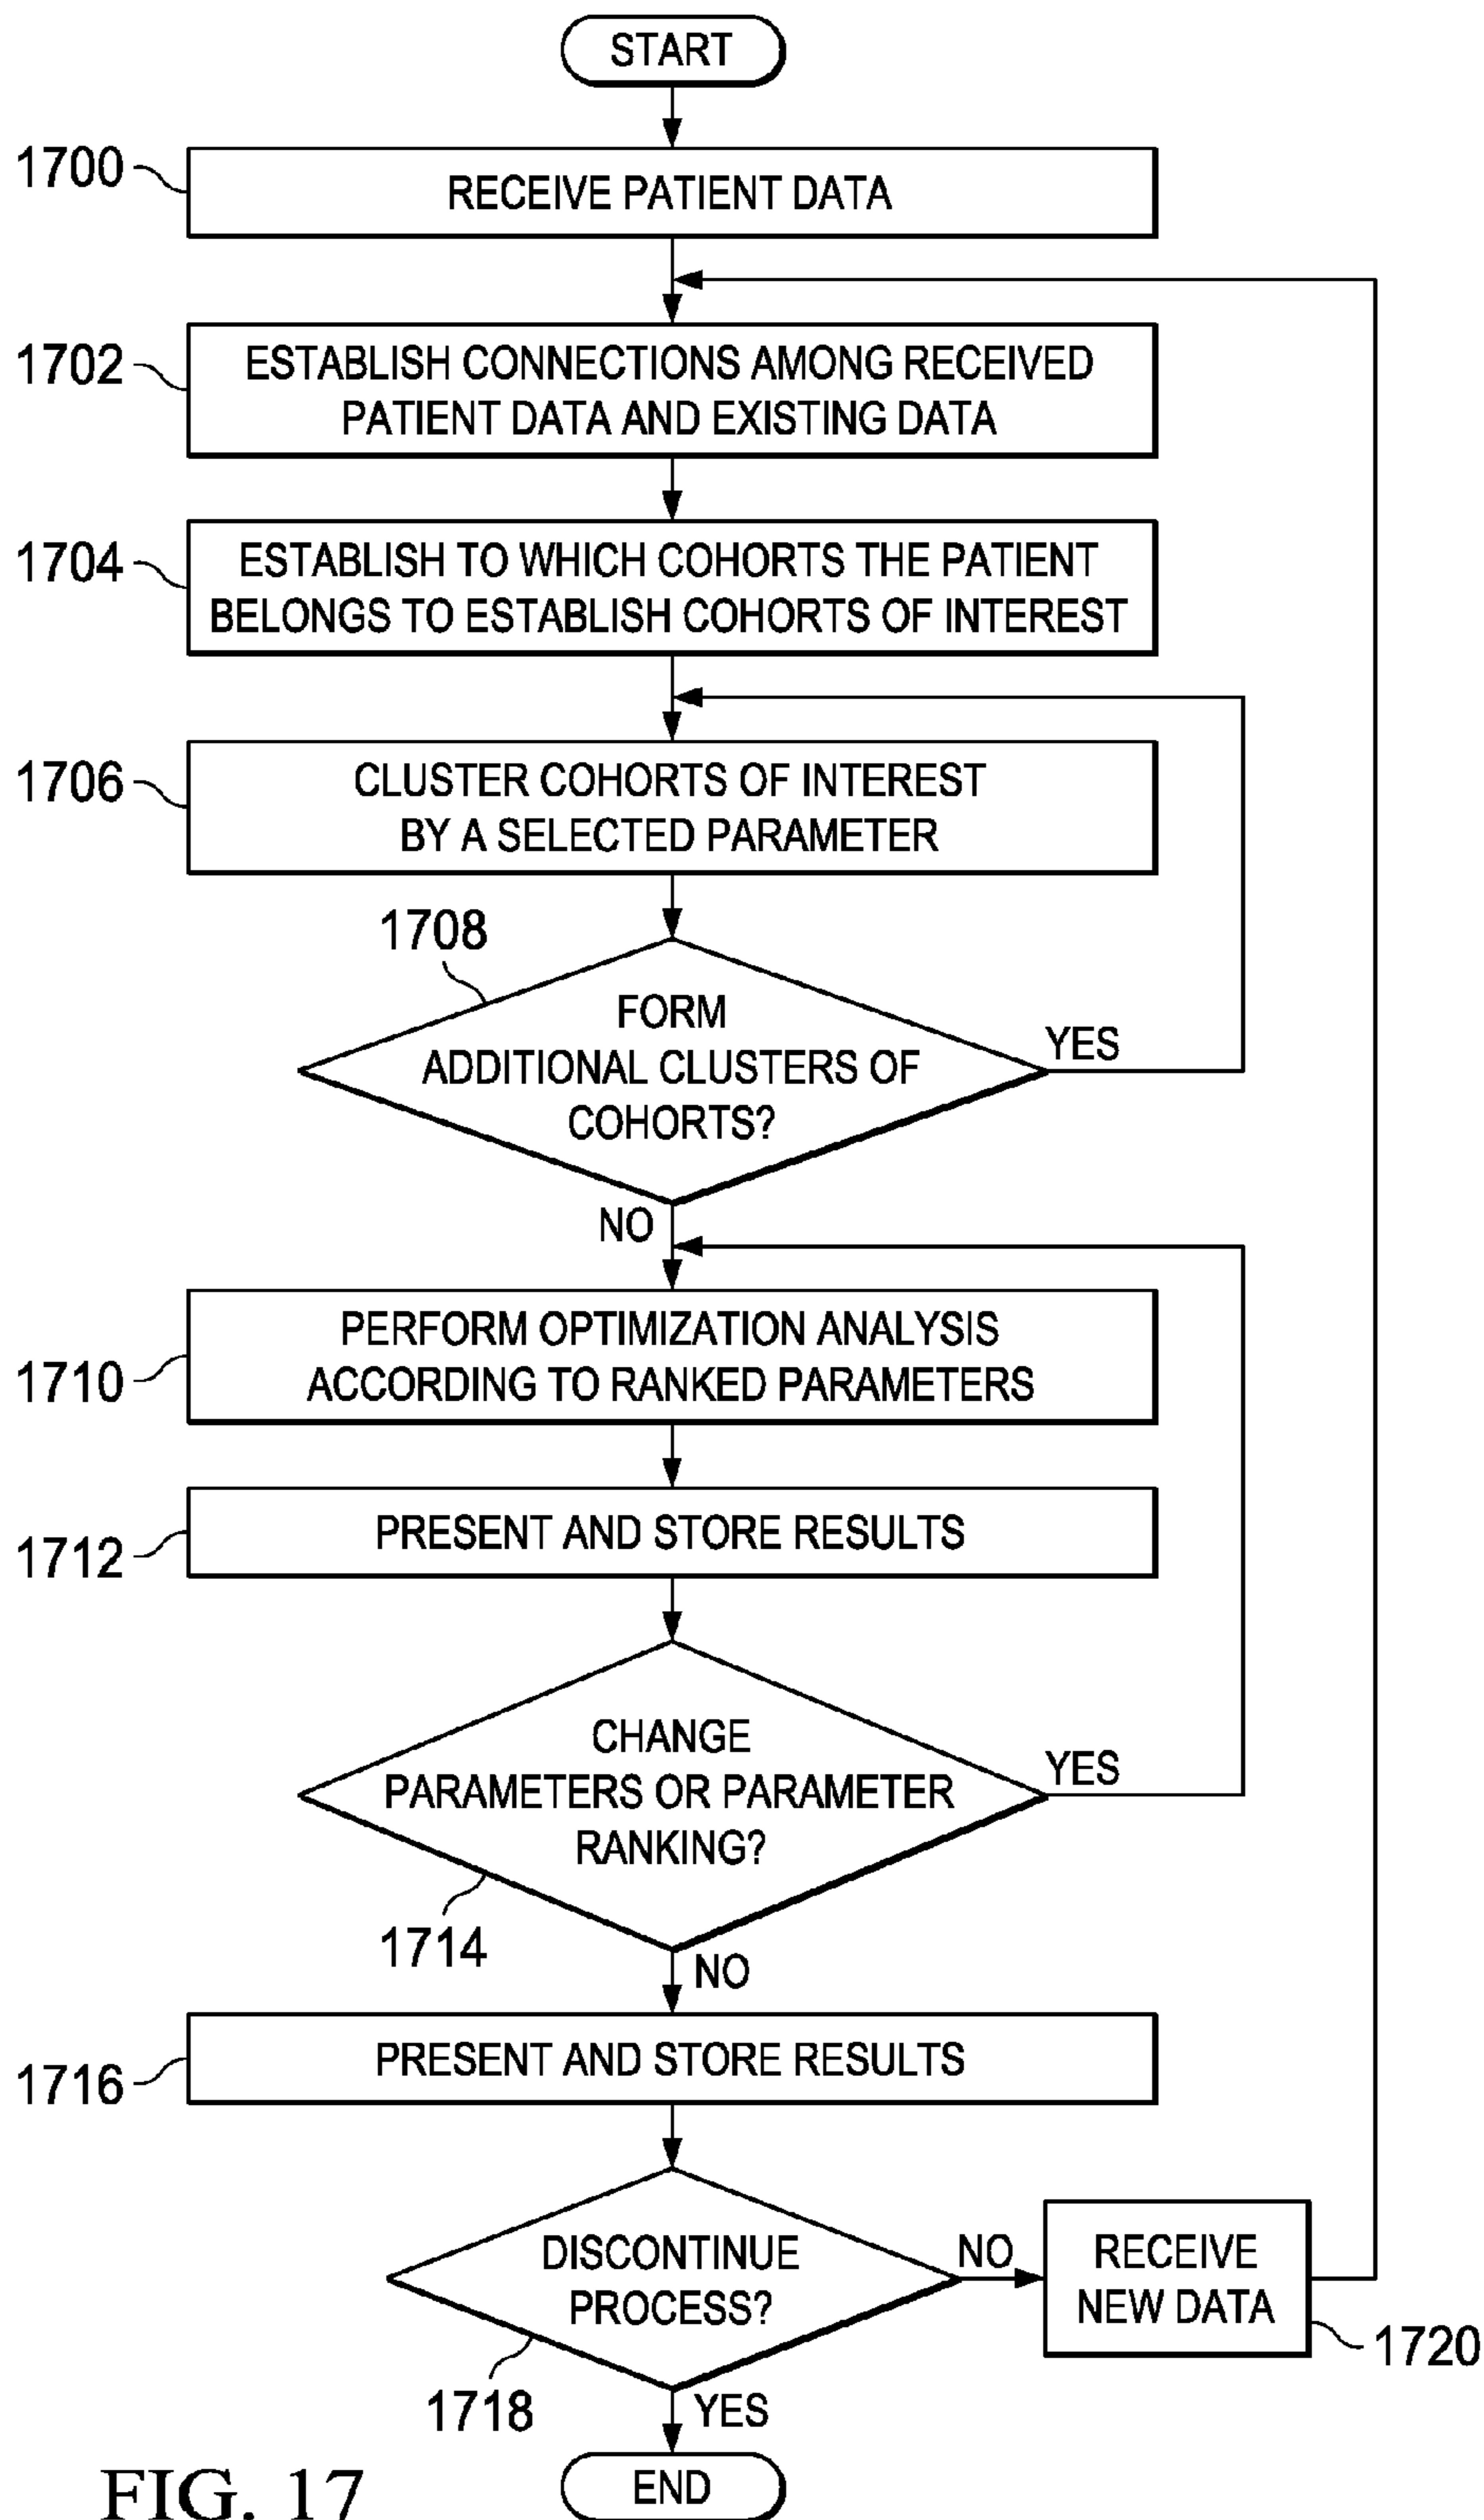 START
1700
RECEIVE PATIENT DATA
1702
ESTABLISH CONNECTIONS AMONG RECEIVED
PATIENT DATA AND EXISTING DATA
1704
ESTABLISH TO WHICH COHORTS THE PATIENT
BELONGS TO ESTABLISH COHORTS OF INTEREST
1706
CLUSTER COHORTS OF INTEREST
BY A SELECTED PARAMETER
1708
FORM
ADDITIONAL CLUSTERS OF
COHORTS?
YES
NO
1710
PERFORM OPTIMIZATION ANALYSIS
ACCORDING TO RANKED PARAMETERS
1712
PRESENT AND STORE RESULTS
CHANGE
PARAMETERS OR PARAMETER
RANKING?
YES
1714
NO
1716
PRESENT AND STORE RESULTS
DISCONTINUE
PROCESS?
NO
RECEIVE
NEW DATA
1720
1718
YES
END
FIG. 17